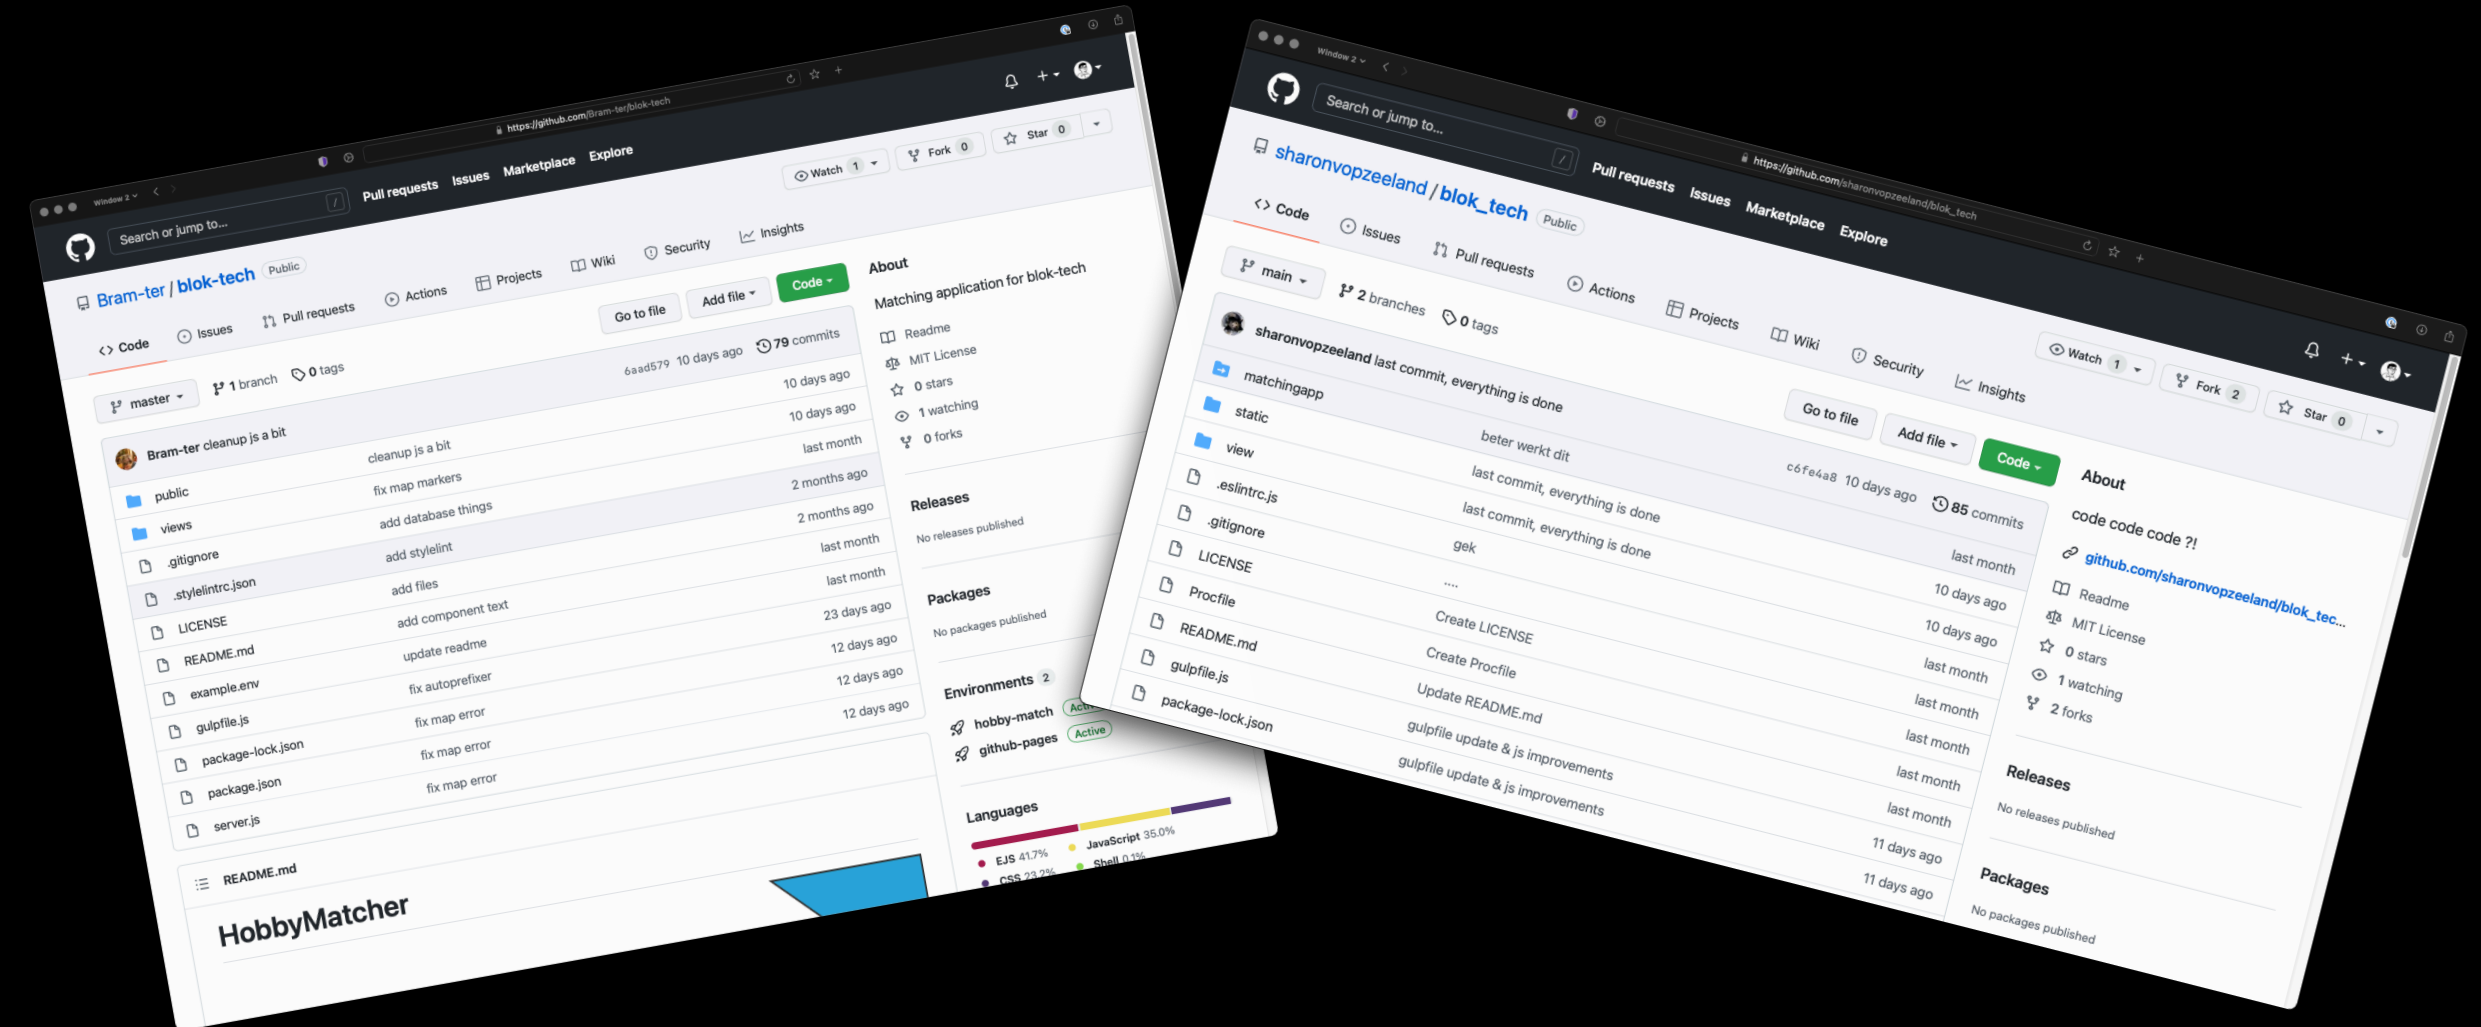 Window 2
https://github.com/Bram-ter/blok-tech
Search or jump to... /
Pull requests Issues Marketplace Explore
Bram-ter / blok-tech Public
Watch 1 Fork 0 Star 0
Code Issues Pull requests Actions Projects Wiki Security Insights
master 1 branch 0 tags Go to file Add file Code
Bram-ter cleanup js a bit 6aad579 10 days ago 79 commits
public cleanup js a bit 10 days ago
views fix map markers 10 days ago
.gitignore add database things last month
.stylelintrc.json add stylelint 2 months ago
LICENSE add files 2 months ago
README.md add component text last month
example.env update readme last month
gulpfile.js fix autoprefixer 23 days ago
package-lock.json fix map error 12 days ago
package.json fix map error 12 days ago
server.js fix map error 12 days ago
README.md
HobbyMatcher
About
Matching application for blok-tech
Readme
MIT License
0 stars
1 watching
0 forks
Releases
No releases published
Packages
No packages published
Environments 2
hobby-match
github-pages Active
Languages
EJS 41.7% JavaScript 35.0%
CSS 23.2% Shell 0.1%
Window 2
https://github.com/sharonvopzeeland/blok_tech
Search or jump to... /
Pull requests Issues Marketplace Explore
sharonvopzeeland / blok_tech Public
Watch 1 Fork 2 Star 0
Code Issues Pull requests Actions Projects Wiki Security Insights
main 2 branches 0 tags Go to file Add file Code
sharonvopzeeland last commit, everything is done c6fe4a8 10 days ago 85 commits
matchingapp beter werkt dit last month
static last commit, everything is done 10 days ago
view last commit, everything is done 10 days ago
.eslintrc.js gek last month
.gitignore .... last month
LICENSE Create LICENSE last month
Procfile Create Procfile last month
README.md Update README.md last month
gulpfile.js gulpfile update & js improvements 11 days ago
package-lock.json gulpfile update & js improvements 11 days ago
About
code code code ?!
github.com/sharonvopzeeland/blok_tec...
Readme
MIT License
0 stars
1 watching
2 forks
Releases
No releases published
Packages
No packages published